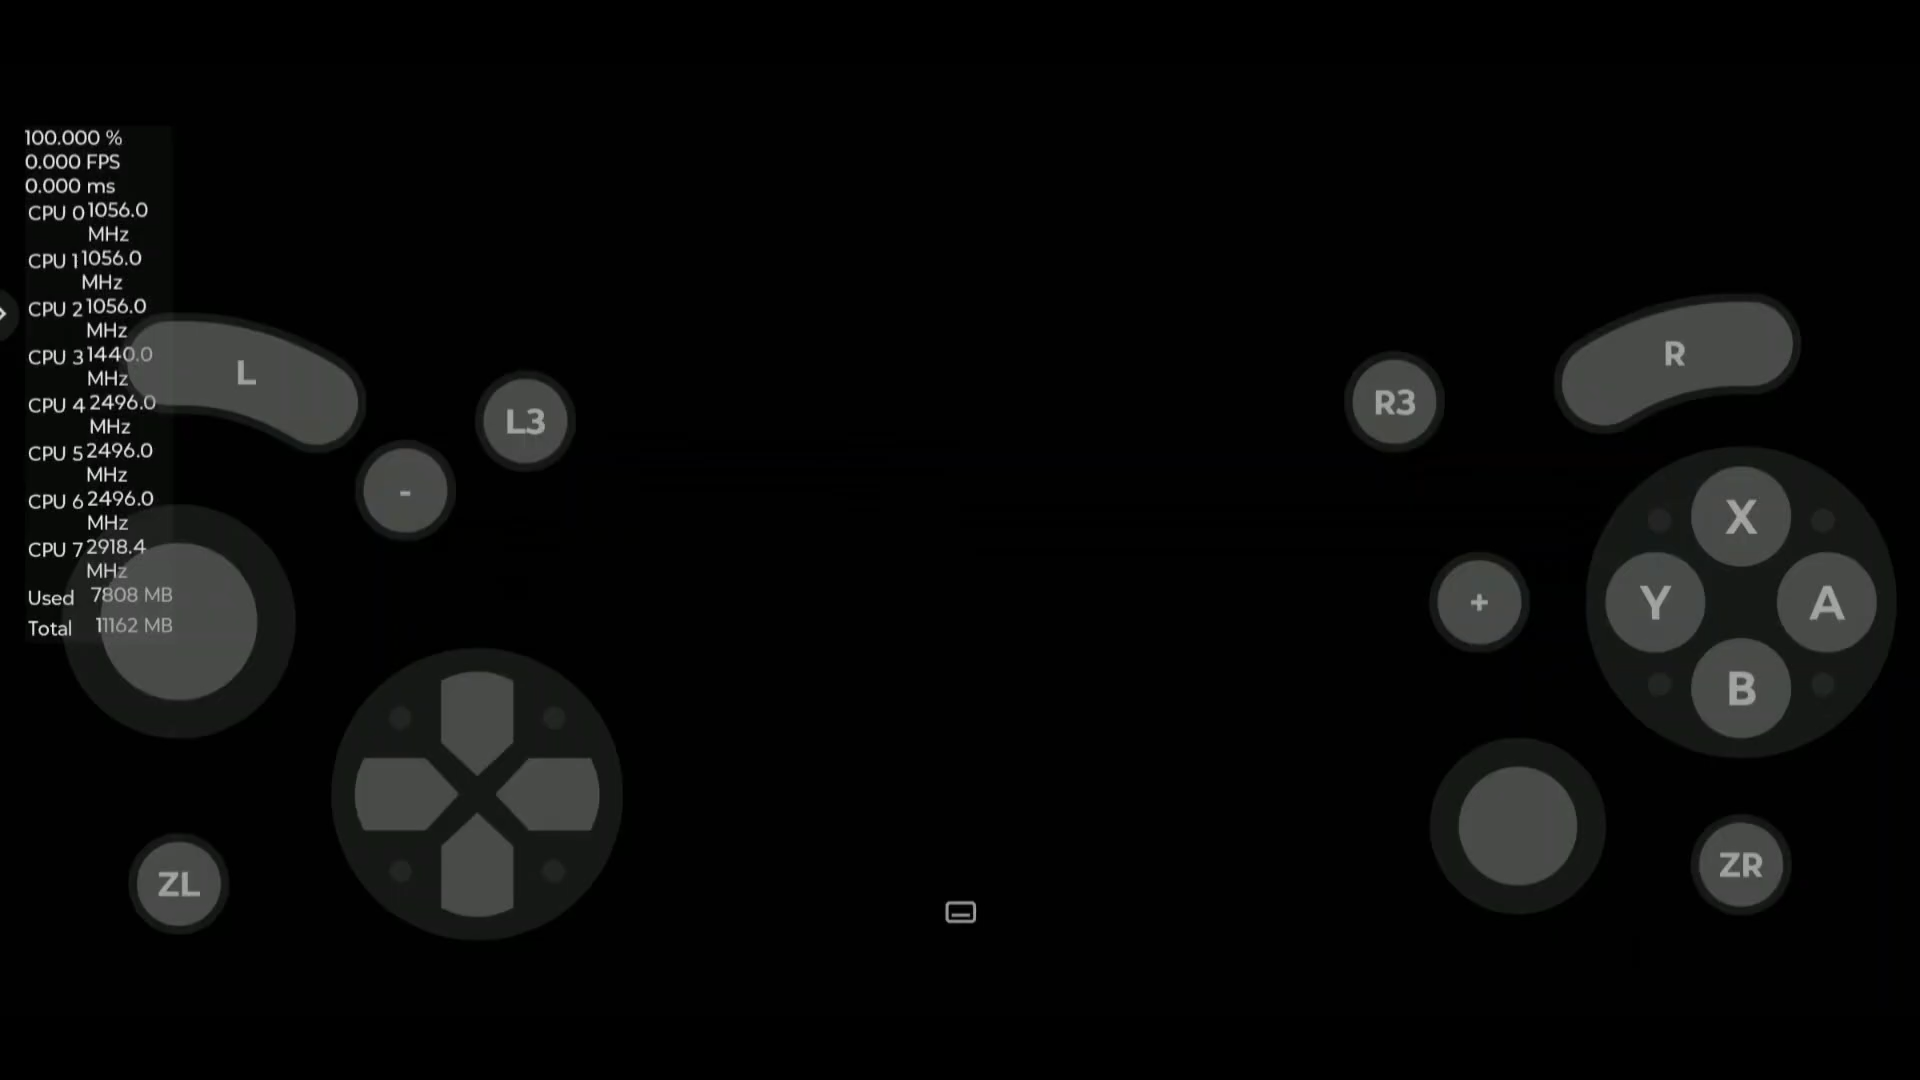 100.000 %
0.000 FPS
0.000 ms
CPU 0 1056.0
MHz
CPU 1 1056.0
MHz
CPU 2 1056.0
MHz
CPU 3 1440.0
MHz
CPU 4 2496.0
MHz
CPU 5 2496.0
MHz
CPU 6 2496.0
MHz
CPU 7 2918.4
MHz
Used 7808 MB
Total 11162 MB
L
L3
-
ZL
R3
R
+
X
Y
A
B
ZR